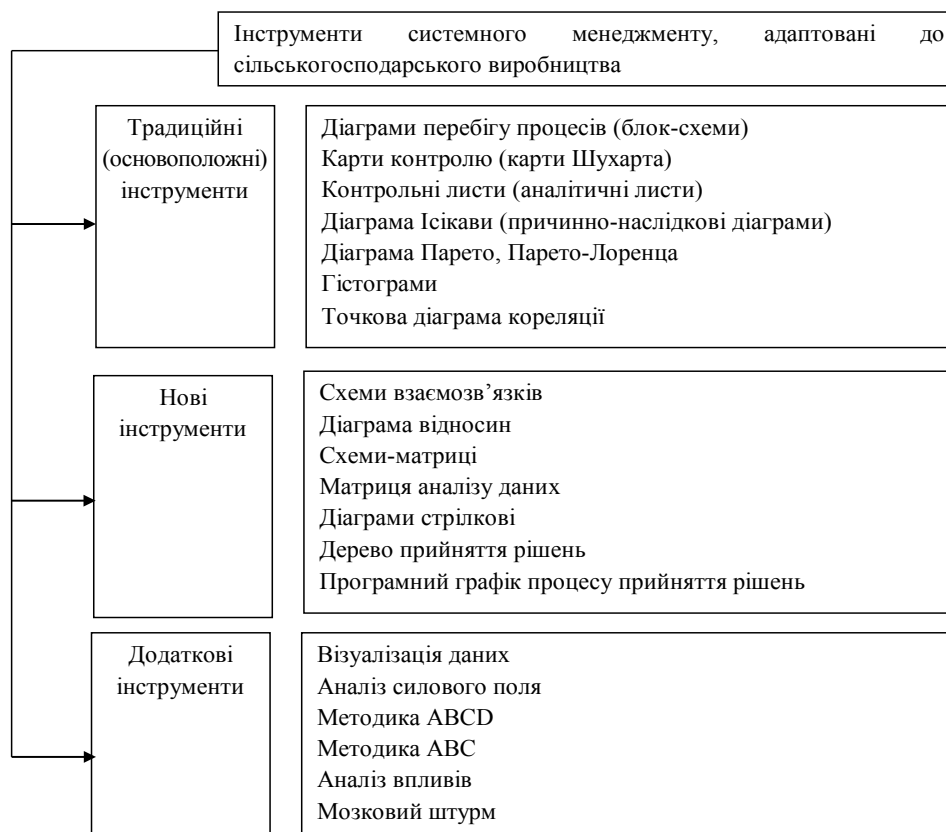 Інструменти системного менеджменту, адаптовані до
сільськогосподарського виробництва
Традиційні
(основоположні)
інструменти
Діаграми перебігу процесів (блок-схеми)
Карти контролю (карти Шухарта)
Контрольні листи (аналітичні листи)
Діаграма Ісікави (причинно-наслідкові діаграми)
Діаграма Парето, Парето-Лоренца
Гістограми
Точкова діаграма кореляції
Нові
інструменти
Схеми взаємозв’язків
Діаграма відносин
Схеми-матриці
Матриця аналізу даних
Діаграми стрілкові
Дерево прийняття рішень
Програмний графік процесу прийняття рішень
Додаткові
інструменти
Візуалізація даних
Аналіз силового поля
Методика ABCD
Методика ABC
Аналіз впливів
Мозковий штурм